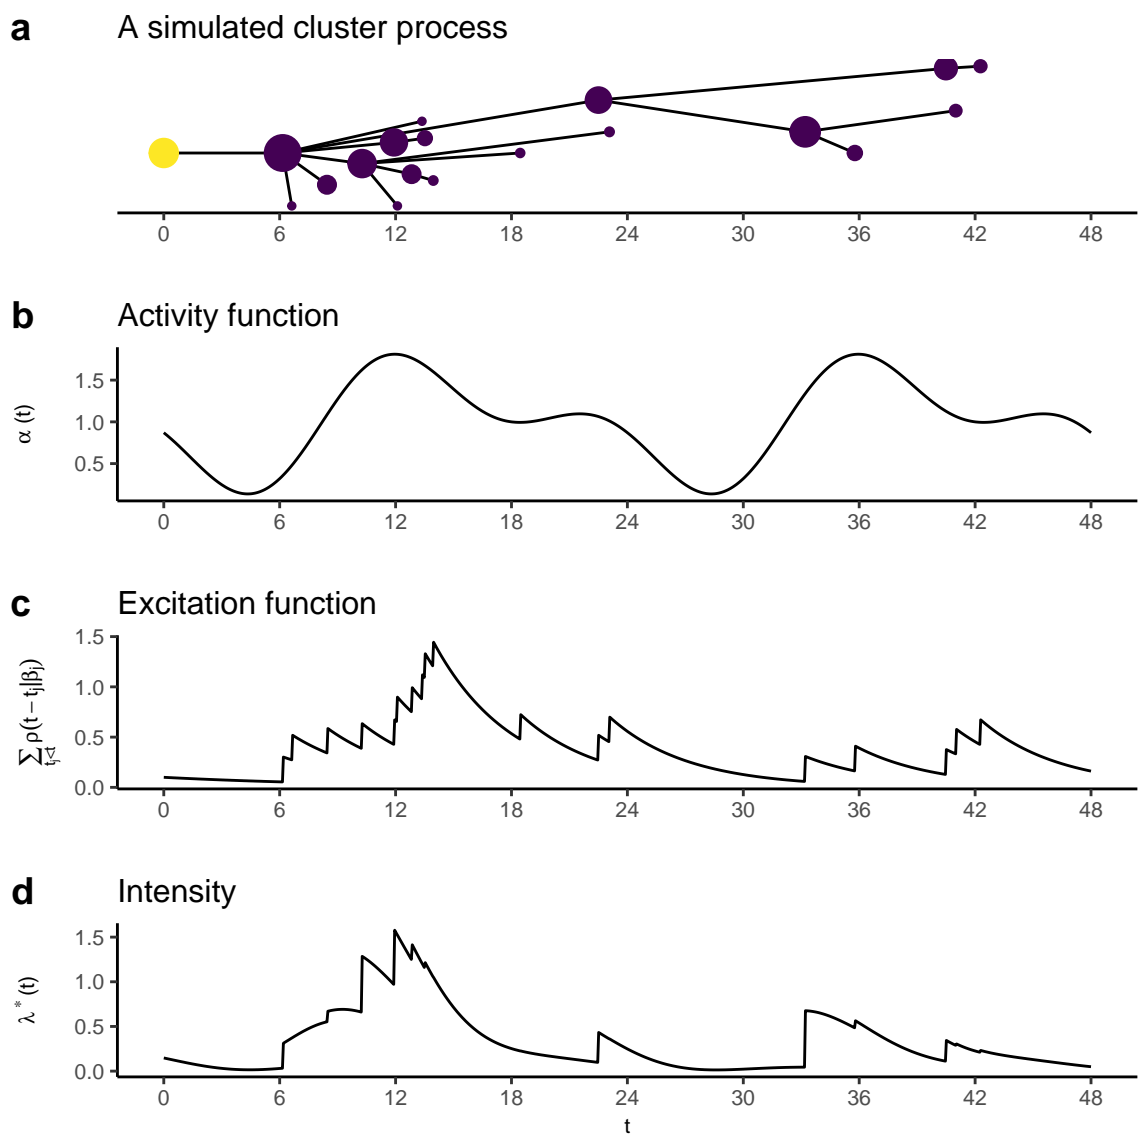 a A simulated cluster process
0 6 12 18 24 30 36 42 48
b Activity function
α (t)
1.5
1.0
0.5
0 6 12 18 24 30 36 42 48
c Excitation function
∑ ρ(t − tⱼ|βⱼ)
tⱼ<t
1.5
1.0
0.5
0.0
0 6 12 18 24 30 36 42 48
d Intensity
λ * (t)
1.5
1.0
0.5
0.0
0 6 12 18 24 30 36 42 48
t